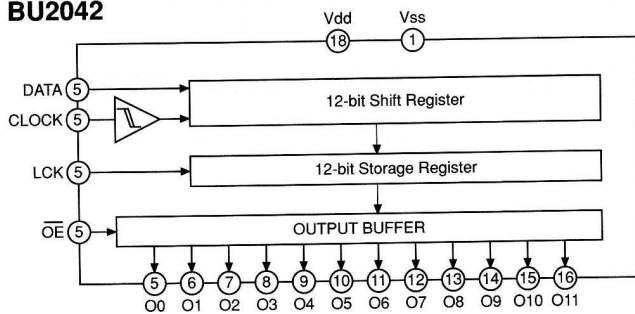 BU2042
Vdd Vss
18 1
DATA 5
12-bit Shift Register
CLOCK 5
LCK 5
12-bit Storage Register
OE 5
OUTPUT BUFFER
5 6 7 8 9 10 11 12 13 14 15 16
O0 O1 O2 O3 O4 O5 O6 O7 O8 O9 O10 O11